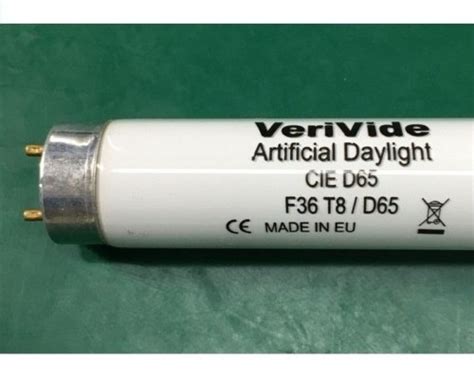 VeriVide
Artificial Daylight
CIE D65
F36 T8 / D65
CE MADE IN EU